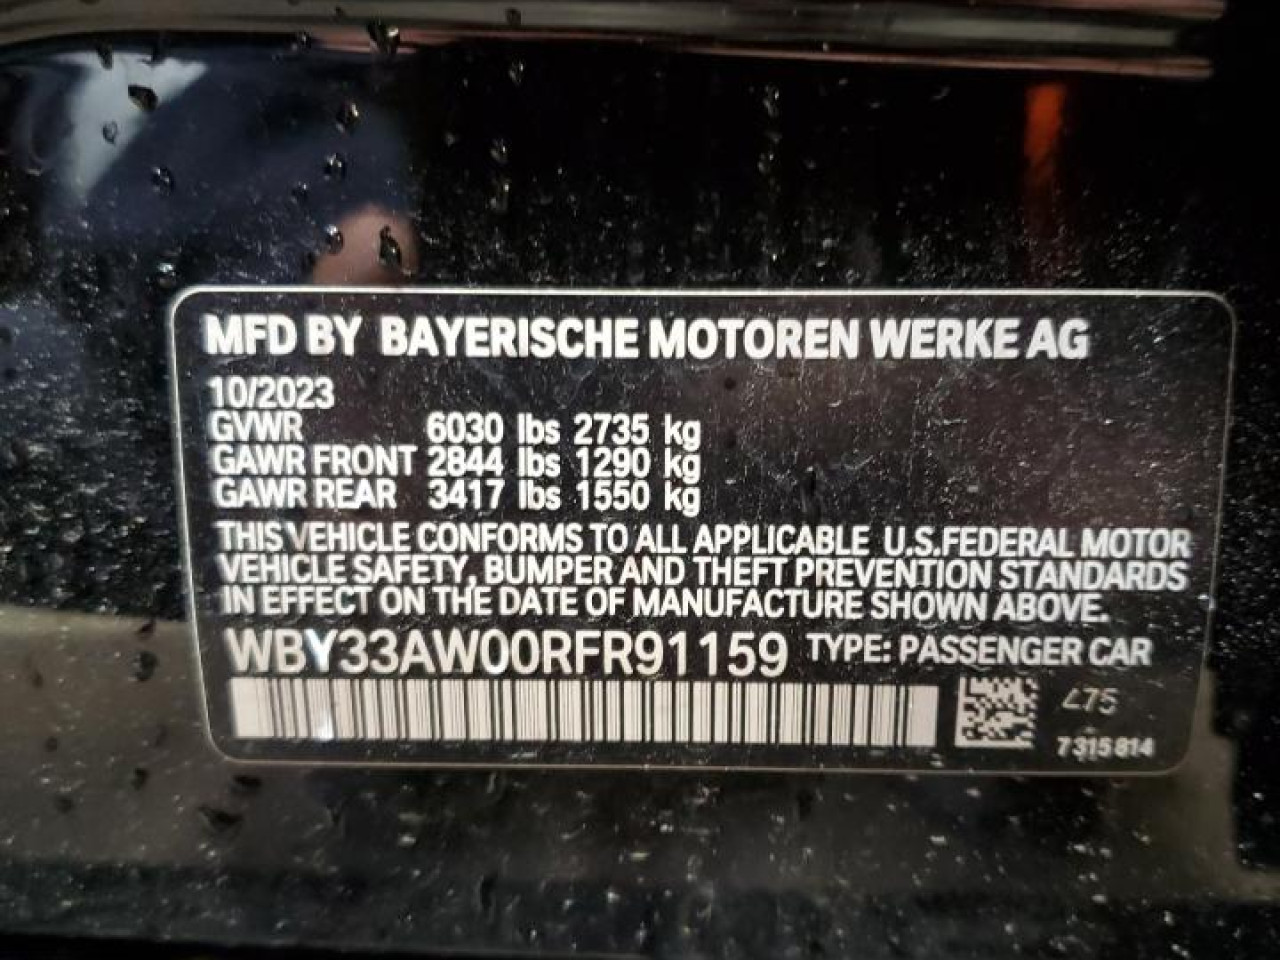 MFD BY BAYERISCHE MOTOREN WERKE AG
10/2023
GVWR 6030 lbs 2735 kg
GAWR FRONT 2844 lbs 1290 kg
GAWR REAR 3417 lbs 1550 kg
THIS VEHICLE CONFORMS TO ALL APPLICABLE U.S.FEDERAL MOTOR
VEHICLE SAFETY, BUMPER AND THEFT PREVENTION STANDARDS
IN EFFECT ON THE DATE OF MANUFACTURE SHOWN ABOVE.
WBY33AW00RFR91159 TYPE: PASSENGER CAR
475
7315814